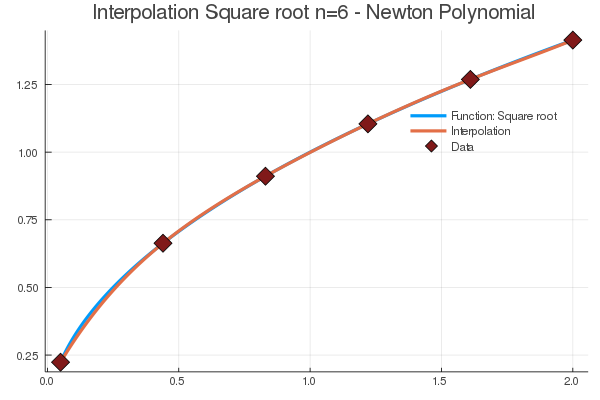 Interpolation Square root n=6 - Newton Polynomial
1.25
1.00
0.75
0.50
0.25
Function: Square root
Interpolation
Data
0.0 0.5 1.0 1.5 2.0